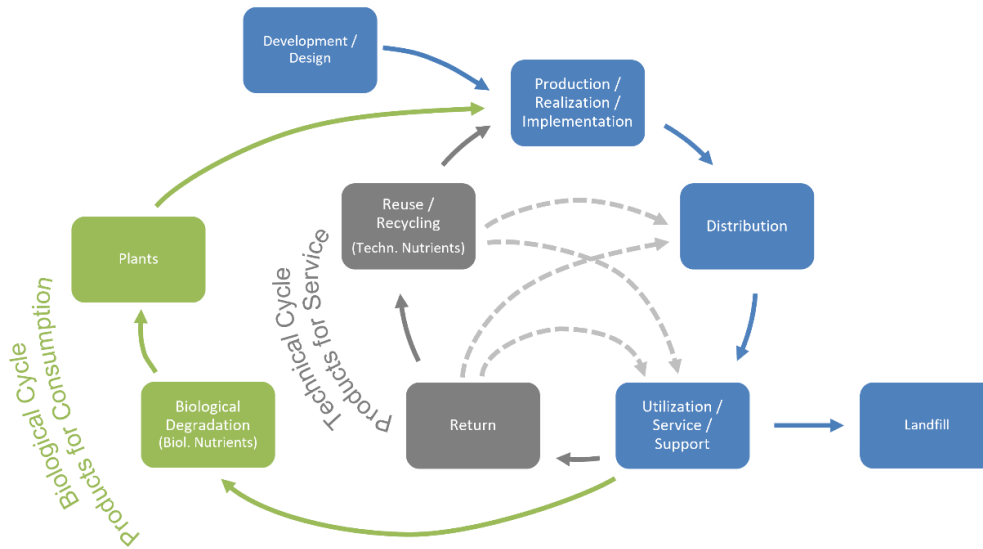 Development /
Design
Production /
Realization /
Implementation
Reuse /
Recycling
(Techn. Nutrients)
Distribution
Plants
Technical Cycle
Products for Service
Biological Cycle
Products for Consumption
Biological
Degradation
(Biol. Nutrients)
Return
Utilization /
Service /
Support
Landfill